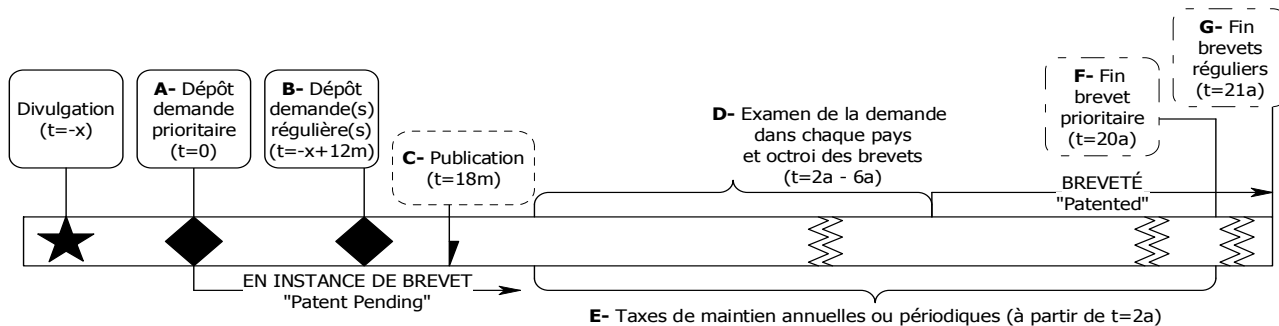 Divulgation
(t=-x)
A- Dépôt
demande
prioritaire
(t=0)
B- Dépôt
demande(s)
régulière(s)
(t=-x+12m)
C- Publication
(t=18m)
D- Examen de la demande
dans chaque pays
et octroi des brevets
(t=2a - 6a)
F- Fin
brevet
prioritaire
(t=20a)
G- Fin
brevets
réguliers
(t=21a)
BREVETÉ
"Patented"
EN INSTANCE DE BREVET
"Patent Pending"
E- Taxes de maintien annuelles ou périodiques (à partir de t=2a)